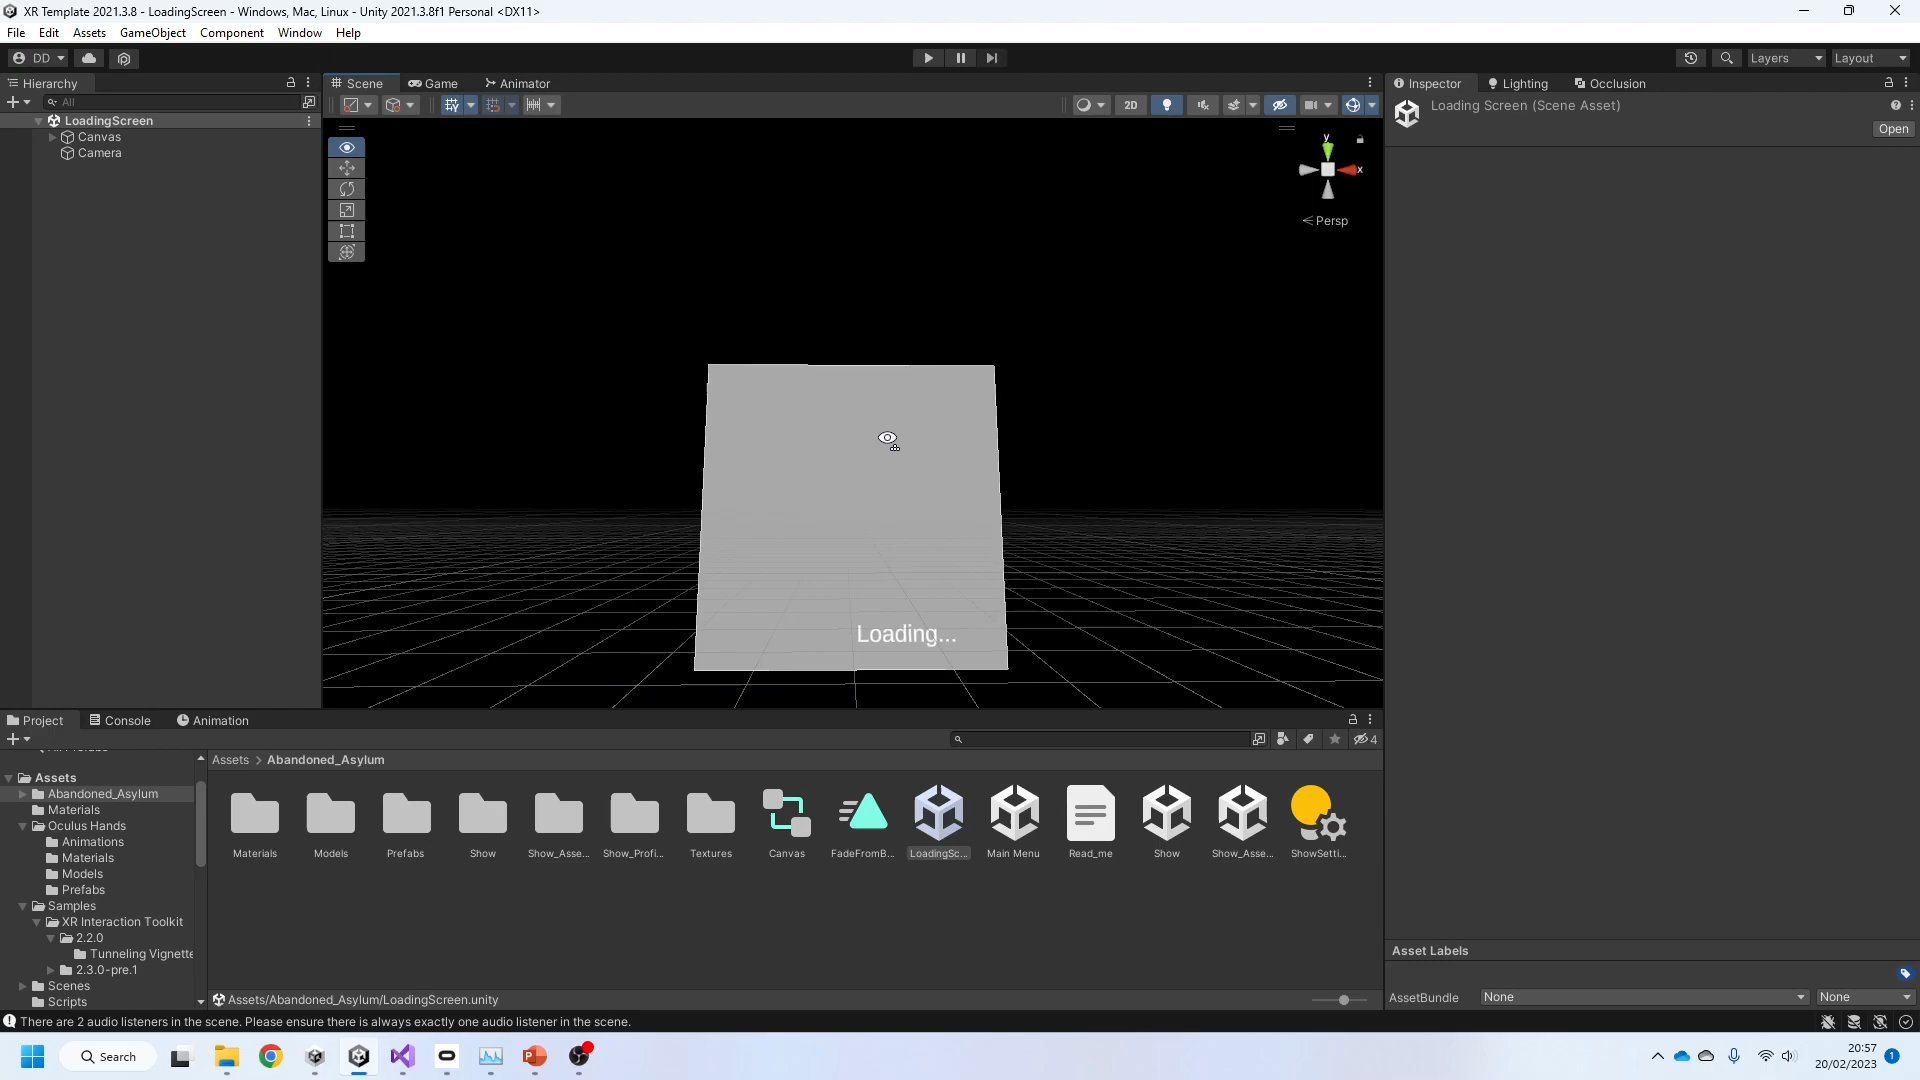 XR Template 2021.3.8 - LoadingScreen - Windows, Mac, Linux - Unity 2021.3.8f1 Personal <DX11>
File Edit Assets GameObject Component Window Help
DD
Layers Layout
Hierarchy
All
LoadingScreen
Canvas
Camera
Scene Game Animator
2D
y
x
Persp
Loading...
Inspector Lighting Occlusion
Loading Screen (Scene Asset)
Open
Project Console Animation
4
Assets
Abandoned_Asylum
Materials
Oculus Hands
Animations
Materials
Models
Prefabs
Samples
XR Interaction Toolkit
2.2.0
Tunneling Vignette
2.3.0-pre.1
Scenes
Scripts
Assets > Abandoned_Asylum
Materials Models Prefabs Show Show_Asse... Show_Profi... Textures Canvas FadeFromB... LoadingSc... Main Menu Read_me Show Show_Asse... ShowSetti...
Assets/Abandoned_Asylum/LoadingScreen.unity
Asset Labels
AssetBundle None None
There are 2 audio listeners in the scene. Please ensure there is always exactly one audio listener in the scene.
Search
20:57
20/02/2023
1